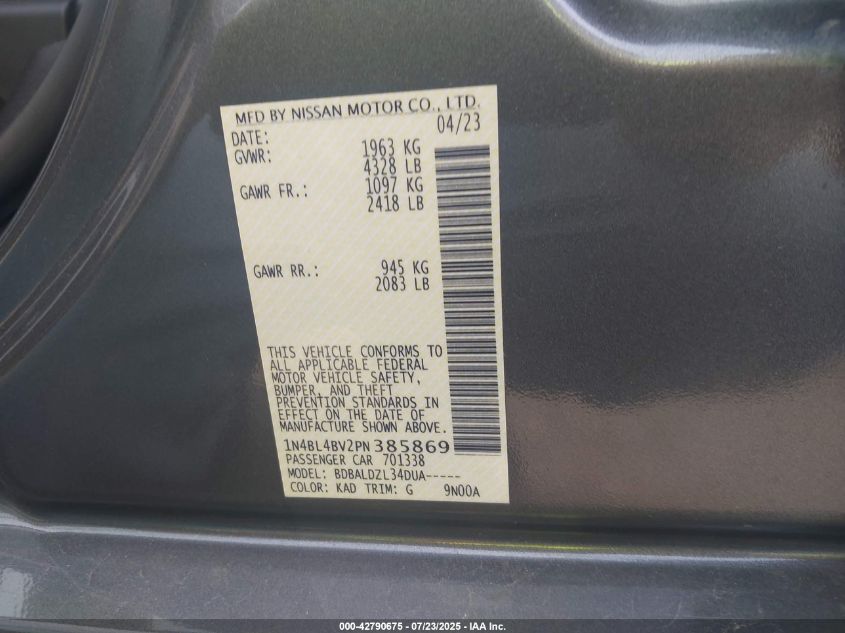 MFD BY NISSAN MOTOR CO., LTD.
DATE: 04/23
GVWR: 1963 KG
4328 LB
GAWR FR.: 1097 KG
2418 LB
GAWR RR.: 945 KG
2083 LB
THIS VEHICLE CONFORMS TO
ALL APPLICABLE FEDERAL
MOTOR VEHICLE SAFETY,
BUMPER, AND THEFT
PREVENTION STANDARDS IN
EFFECT ON THE DATE OF
MANUFACTURE SHOWN ABOVE.
1N4BL4BV2PN385869
PASSENGER CAR 701338
MODEL: BDBALDZL34DUA-----
COLOR: KAD TRIM: G 9N00A
000-42790675 - 07/23/2025 - IAA Inc.